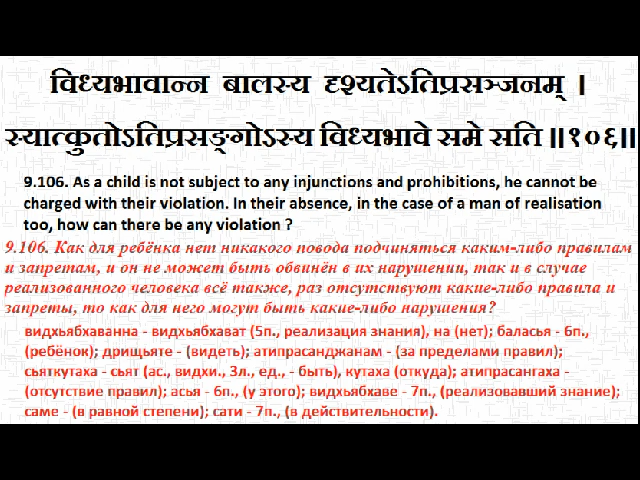 विध्यभावान्न बालस्य दृश्यतेऽतिप्रसञ्जनम् ।
स्यात्कुतोऽतिप्रसङ्गोऽस्य विध्यभावे समे सति ॥१०६॥
9.106. As a child is not subject to any injunctions and prohibitions, he cannot be
charged with their violation. In their absence, in the case of a man of realisation
too, how can there be any violation ?
9.106. Как для ребёнка нет никакого повода подчиняться каким-либо правилам
и запретам, и он не может быть обвинён в их нарушении, так и в случае
реализованного человека всё также, раз отсутствуют какие-либо правила и
запреты, то как для него могут быть какие-либо нарушения?
видхьябхаванна - видхьябхават (5п., реализация знания), на (нет); баласья - 6п.,
(ребёнок); дрищьяте - (видеть); атипрасанджанам - (за пределами правил);
сьяткутаха - сьят (ас., видхи., 3л., ед., - быть), кутаха (откуда); атипрасангаха -
(отсутствие правил); асья - 6п., (у этого); видхьябхаве - 7п., (реализовавший знание);
саме - (в равной степени); сати - 7п., (в действительности).